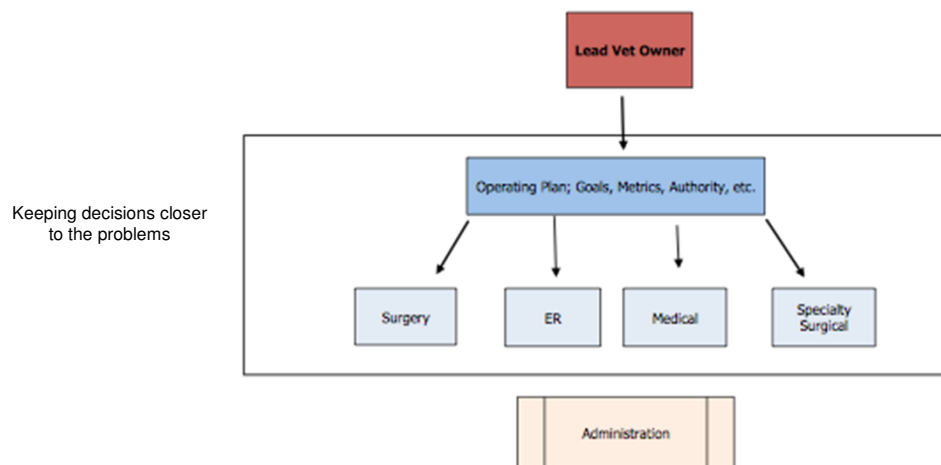 Lead Vet Owner
Operating Plan; Goals, Metrics, Authority, etc.
Keeping decisions closer
to the problems
Surgery
ER
Medical
Specialty
Surgical
Administration